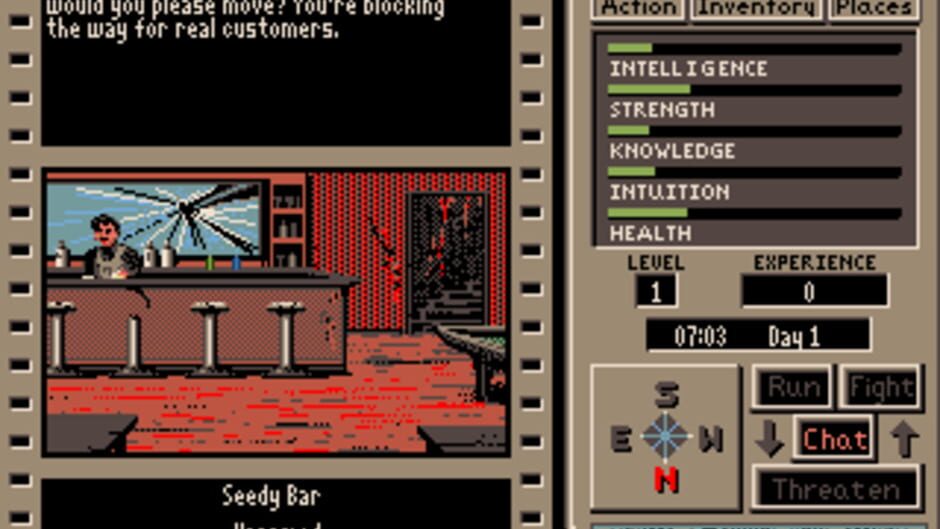 would you please move? You're blocking
the way for real customers.
Action Inventory Places
INTELLIGENCE
STRENGTH
KNOWLEDGE
INTUITION
HEALTH
LEVEL EXPERIENCE
1 0
07:03 Day 1
Run Fight
S
E W
N
Chat
Threaten
Seedy Bar